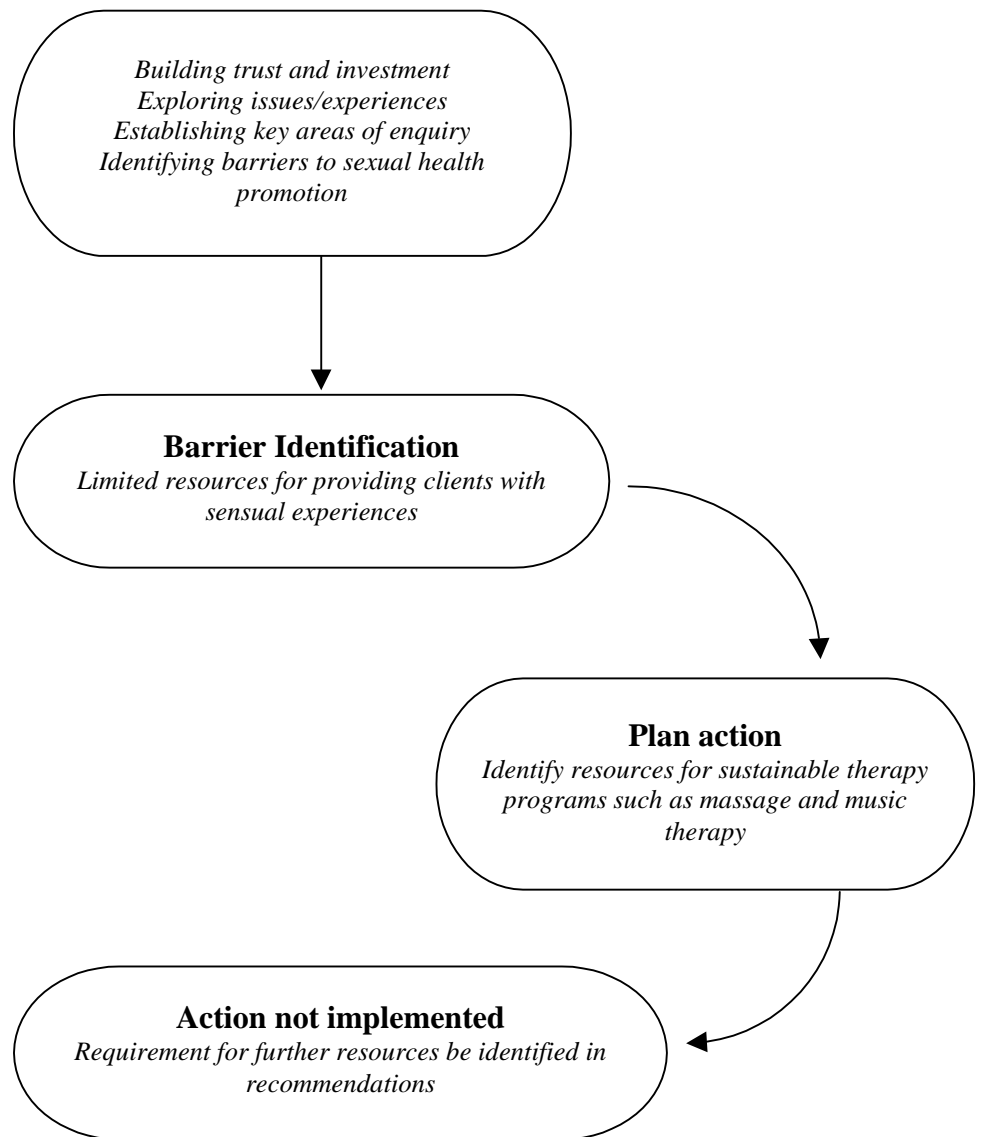 Building trust and investment
Exploring issues/experiences
Establishing key areas of enquiry
Identifying barriers to sexual health
promotion
Barrier Identification
Limited resources for providing clients with
sensual experiences
Plan action
Identify resources for sustainable therapy
programs such as massage and music
therapy
Action not implemented
Requirement for further resources be identified in
recommendations